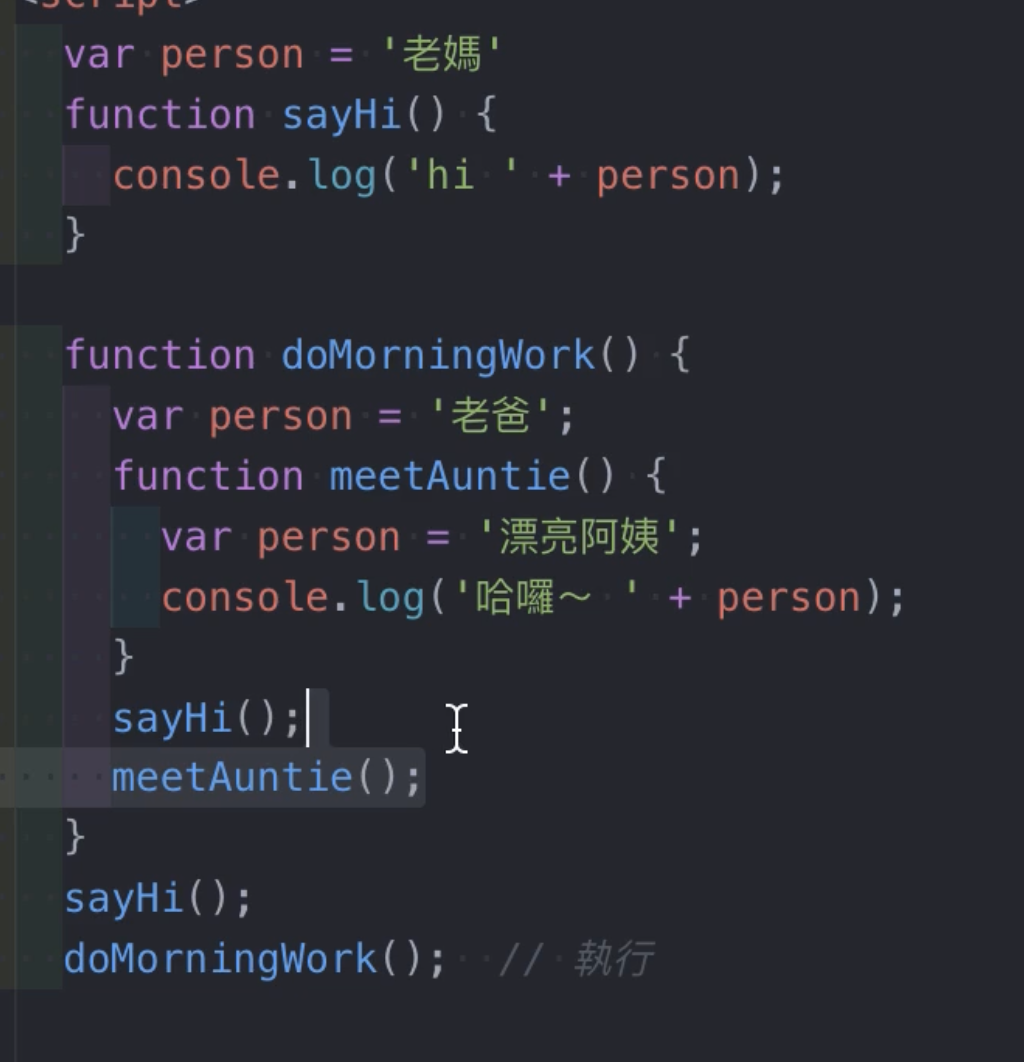 <script>
var person = '老媽'
function sayHi() {
console.log('hi ' + person);
}
function doMorningWork() {
var person = '老爸';
function meetAuntie() {
var person = '漂亮阿姨';
console.log('哈囉～ ' + person);
}
sayHi();
meetAuntie();
}
sayHi();
doMorningWork(); // 執行